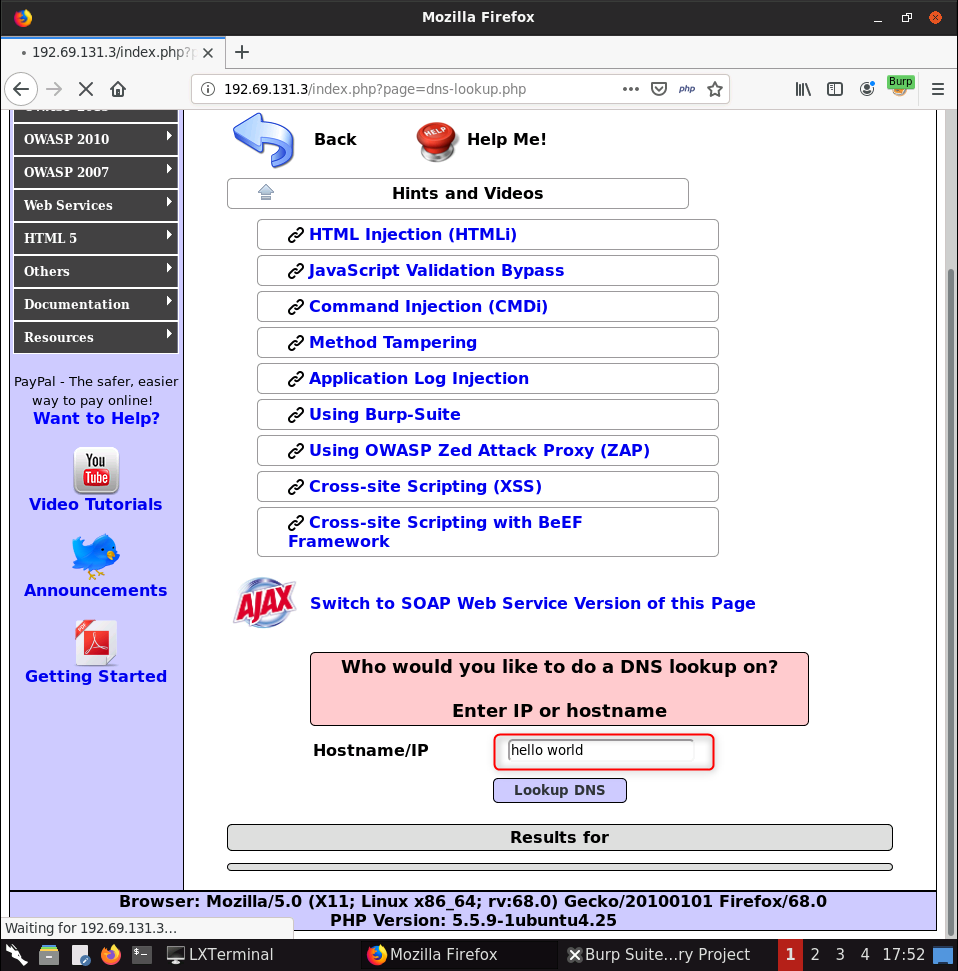 Mozilla Firefox
192.69.131.3/index.php?p
192.69.131.3/index.php?page=dns-lookup.php
php
Burp
OWASP 2010
OWASP 2007
Web Services
HTML 5
Others
Documentation
Resources
PayPal - The safer, easier
way to pay online!
Want to Help?
You
Tube
Video Tutorials
Announcements
PDF
Getting Started
Back
HELP
Help Me!
Hints and Videos
HTML Injection (HTMLi)
JavaScript Validation Bypass
Command Injection (CMDi)
Method Tampering
Application Log Injection
Using Burp-Suite
Using OWASP Zed Attack Proxy (ZAP)
Cross-site Scripting (XSS)
Cross-site Scripting with BeEF
Framework
AJAX
Switch to SOAP Web Service Version of this Page
Who would you like to do a DNS lookup on?
Enter IP or hostname
Hostname/IP
hello world
Lookup DNS
Results for
Browser: Mozilla/5.0 (X11; Linux x86_64; rv:68.0) Gecko/20100101 Firefox/68.0
PHP Version: 5.5.9-1ubuntu4.25
Waiting for 192.69.131.3...
LXTerminal
Mozilla Firefox
Burp Suite...ry Project
1 2 3 4 17:52